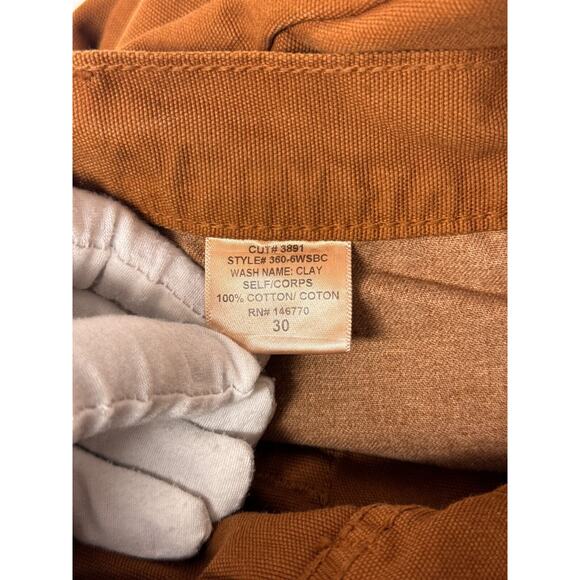 CUT# 3891
STYLE# 360-6WSBC
WASH NAME: CLAY
SELF/CORPS
100% COTTON/ COTON
RN# 146770
30